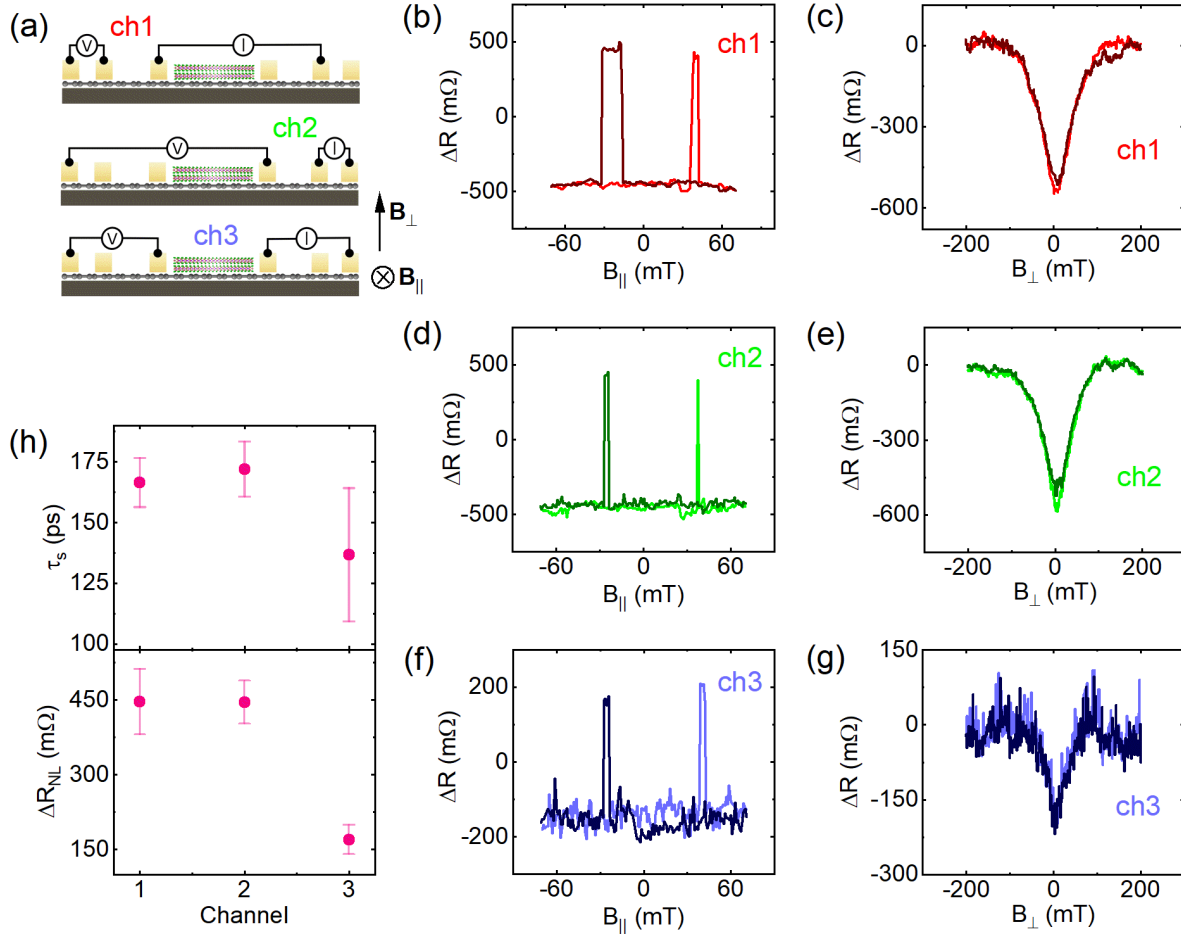 (a)
ch1
V
I
ch2
V
I
B⊥
ch3
V
I
B||
(b)
ch1
500
0
-500
ΔR (mΩ)
-60 0 60
B|| (mT)
(c)
ch1
0
-300
-600
ΔR (mΩ)
-200 0 200
B⊥ (mT)
(d)
ch2
500
0
-500
ΔR (mΩ)
-60 0 60
B|| (mT)
(e)
ch2
0
-300
-600
ΔR (mΩ)
-200 0 200
B⊥ (mT)
(h)
175
150
125
100
τs (ps)
450
300
150
ΔRNL (mΩ)
1 2 3
Channel
(f)
ch3
200
0
-200
ΔR (mΩ)
-60 0 60
B|| (mT)
(g)
ch3
150
0
-150
-300
ΔR (mΩ)
-200 0 200
B⊥ (mT)